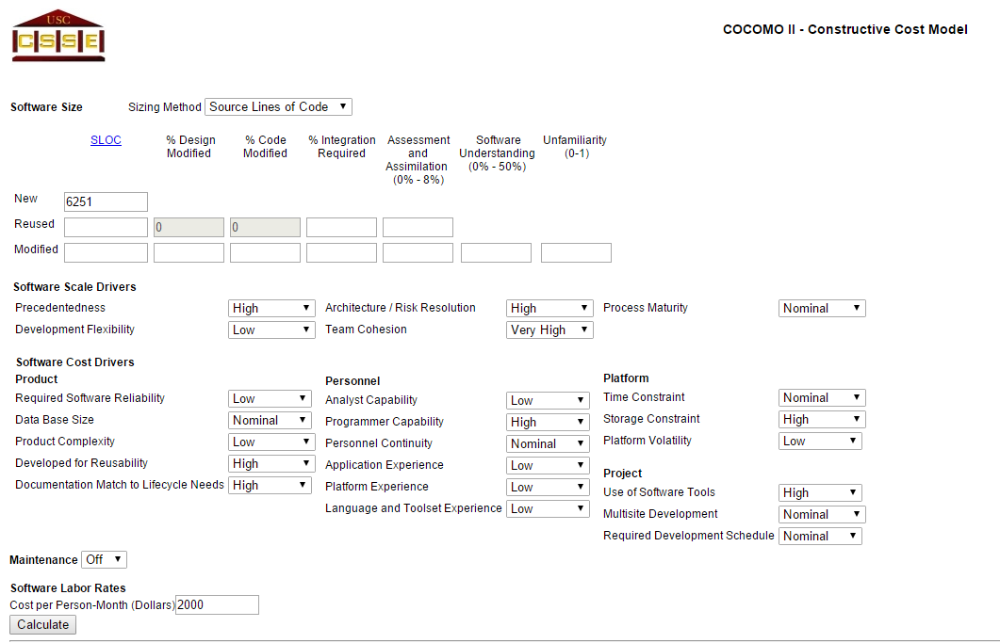 USC
CSSE
COCOMO II - Constructive Cost Model
Software Size Sizing Method Source Lines of Code
SLOC % Design Modified % Code Modified % Integration Required Assessment and Assimilation (0% - 8%) Software Understanding (0% - 50%) Unfamiliarity (0-1)
New 6251
Reused 0 0
Modified
Software Scale Drivers
Precedentedness High Architecture / Risk Resolution High Process Maturity Nominal
Development Flexibility Low Team Cohesion Very High
Software Cost Drivers
Product
Required Software Reliability Low
Data Base Size Nominal
Product Complexity Low
Developed for Reusability High
Documentation Match to Lifecycle Needs High
Personnel
Analyst Capability Low
Programmer Capability High
Personnel Continuity Nominal
Application Experience Low
Platform Experience Low
Language and Toolset Experience Low
Platform
Time Constraint Nominal
Storage Constraint High
Platform Volatility Low
Project
Use of Software Tools High
Multisite Development Nominal
Required Development Schedule Nominal
Maintenance Off
Software Labor Rates
Cost per Person-Month (Dollars) 2000
Calculate